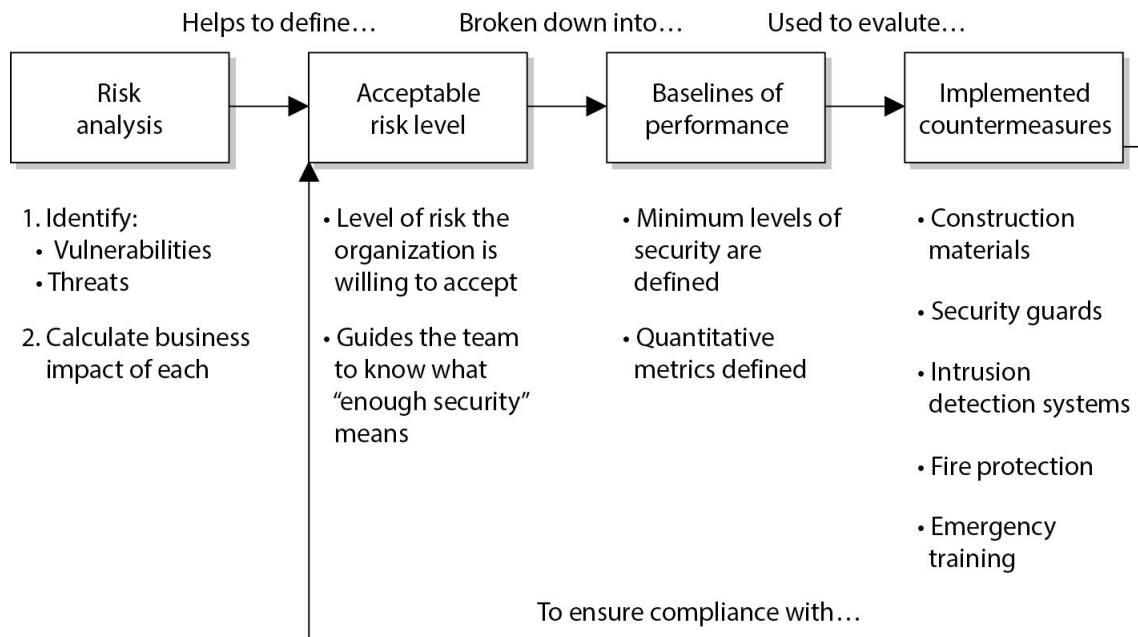 Helps to define…
Broken down into…
Used to evaluate…
Risk
analysis
Acceptable
risk level
Baselines of
performance
Implemented
countermeasures
1. Identify:
• Vulnerabilities
• Threats
2. Calculate business
impact of each
• Level of risk the
organization is
willing to accept
• Guides the team
to know what
“enough security”
means
• Minimum levels of
security are
defined
• Quantitative
metrics defined
• Construction
materials
• Security guards
• Intrusion
detection systems
• Fire protection
• Emergency
training
To ensure compliance with…